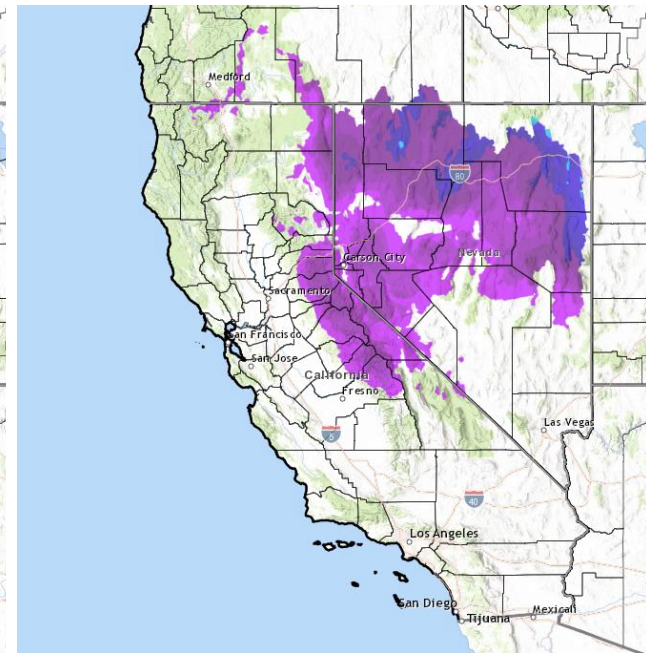 Medford
80
Carson City
Nevada
Sacramento
San Francisco
San Jose
California
Fresno
5
Las Vegas
40
Los Angeles
San Diego
Tijuana
Mexicali